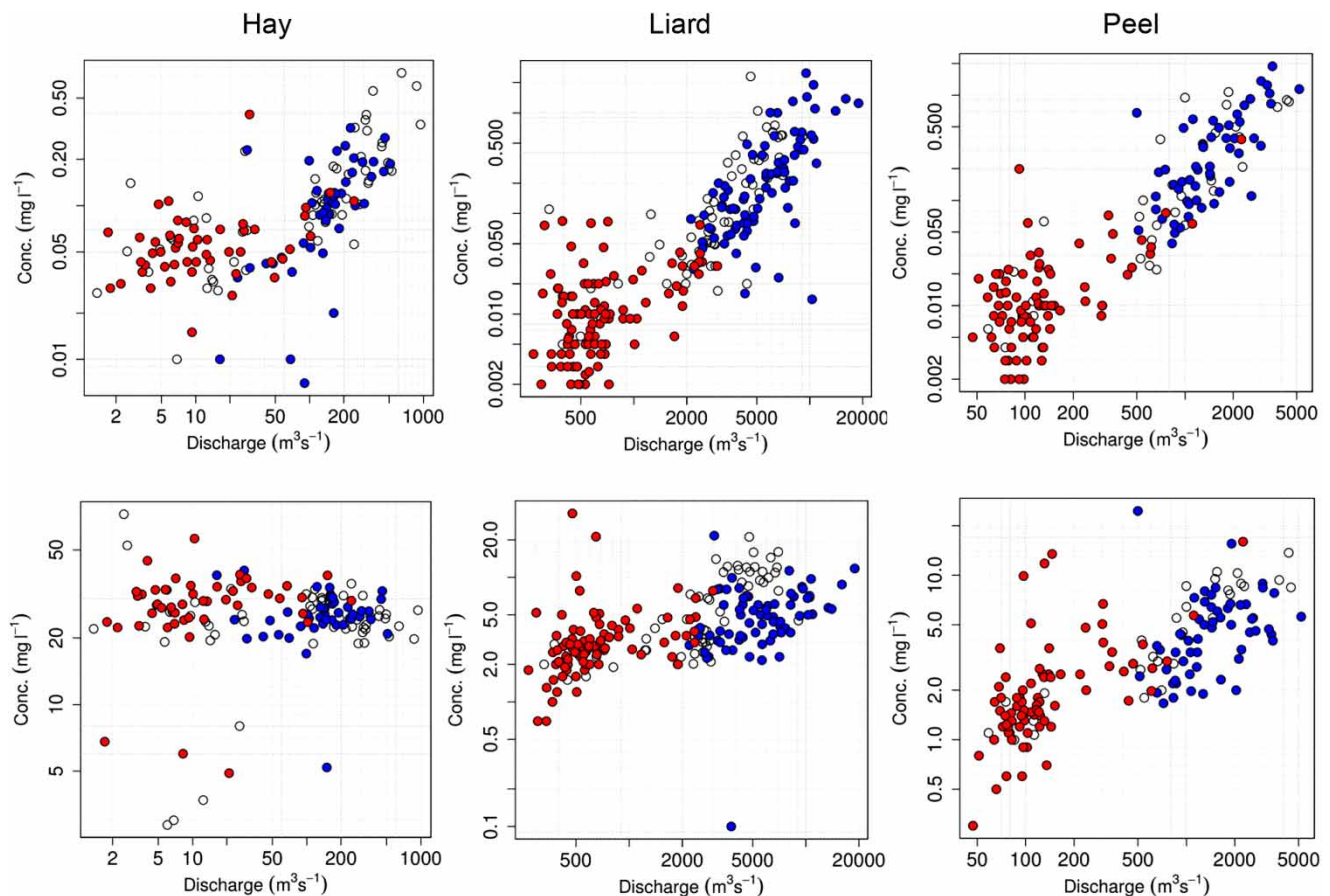 Hay
Liard
Peel
Conc. (mg l⁻¹)
0.50
0.20
0.05
0.01
2 5 10 50 200 1000
Discharge (m³s⁻¹)
Conc. (mg l⁻¹)
0.500
0.050
0.010
0.002
500 2000 5000 20000
Discharge (m³s⁻¹)
Conc. (mg l⁻¹)
0.500
0.050
0.010
0.002
50 100 500 2000 5000
Discharge (m³s⁻¹)
Conc. (mg l⁻¹)
50
20
10
5
2 5 10 50 200 1000
Discharge (m³s⁻¹)
Conc. (mg l⁻¹)
20.0
5.0
2.0
0.5
0.1
500 2000 5000 20000
Discharge (m³s⁻¹)
Conc. (mg l⁻¹)
10.0
5.0
2.0
1.0
0.5
50 100 500 2000 5000
Discharge (m³s⁻¹)